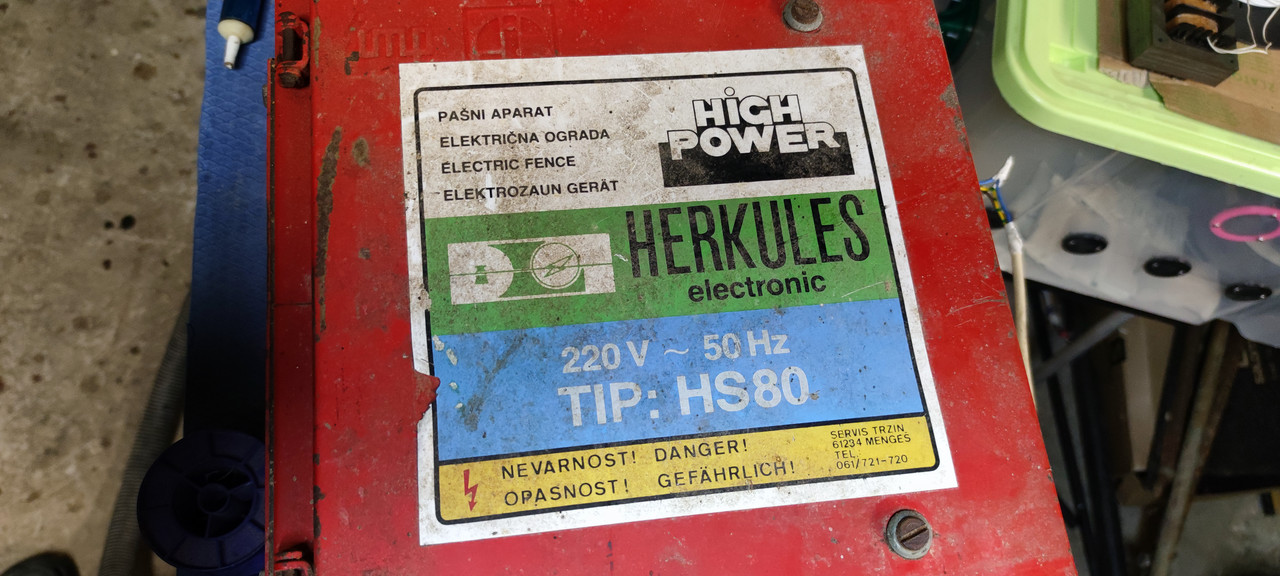 PAŠNI APARAT
ELEKTRIČNA OGRADA
ELECTRIC FENCE
ELEKTROZAUN GERÄT
HiGH
POWER
HERKULES
electronic
220 V ~ 50 Hz
TIP: HS80
NEVARNOST! DANGER!
OPASNOST! GEFÄHRLICH!
SERVIS TRZIN
61234 MENGEŠ
TEL.
061/721-720